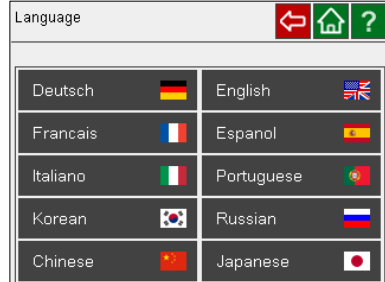 Language
?
Deutsch
English
Francais
Espanol
Italiano
Portuguese
Korean
Russian
Chinese
Japanese